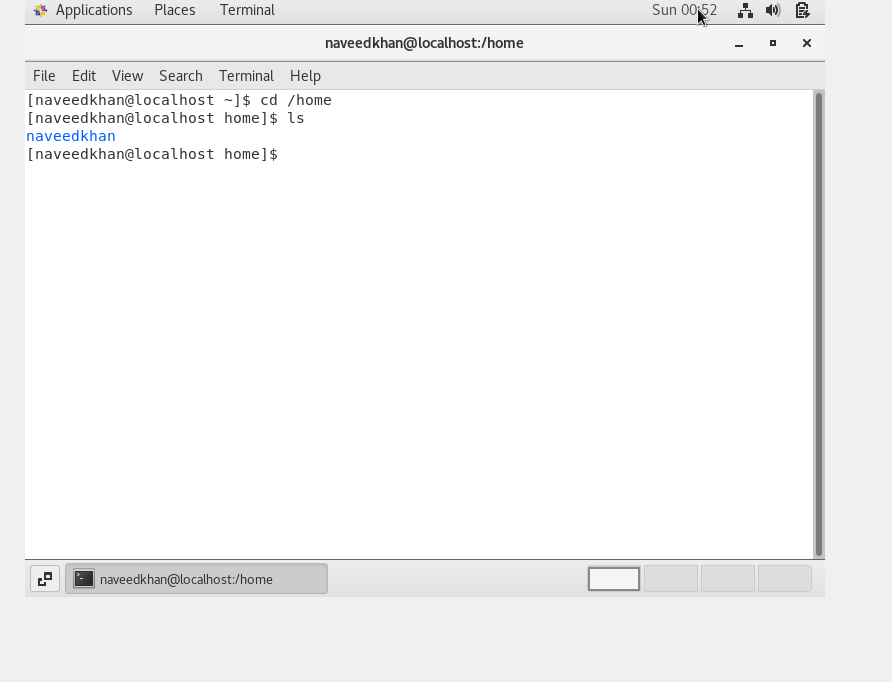 Applications Places Terminal Sun 00:52
naveedkhan@localhost:/home
File Edit View Search Terminal Help
[naveedkhan@localhost ~]$ cd /home
[naveedkhan@localhost home]$ ls
naveedkhan
[naveedkhan@localhost home]$
naveedkhan@localhost:/home